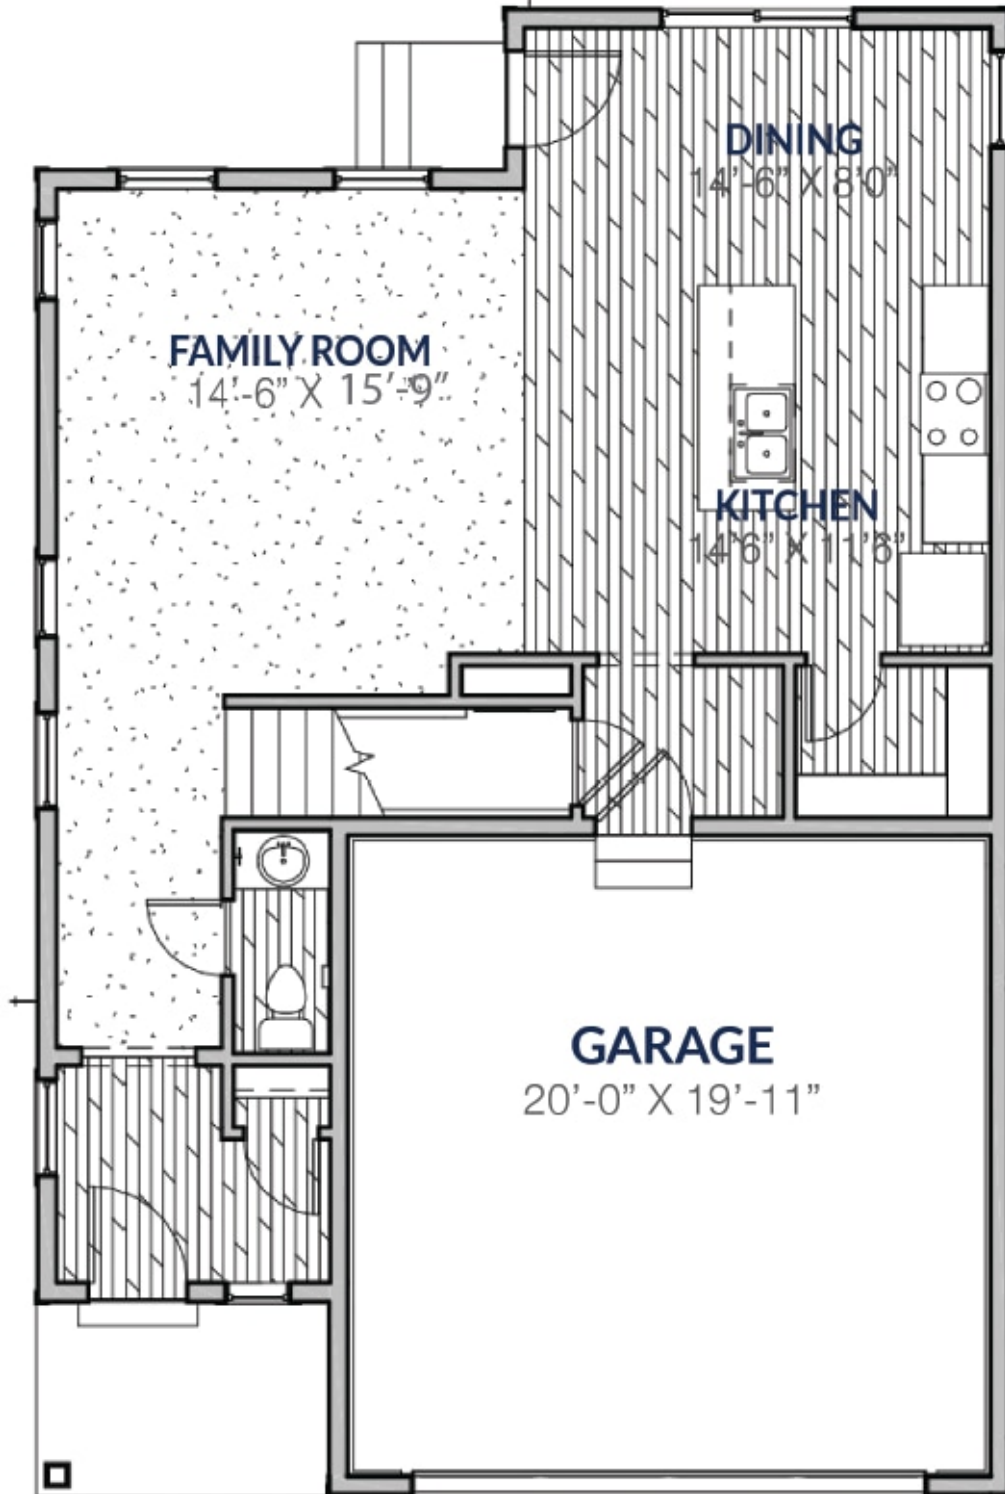 DINING
14'-6" X 8'0"
FAMILY ROOM
14'-6” X 15’-9”
KITCHEN
14'6" X 11'6"
GARAGE
20’-0” X 19’-11”